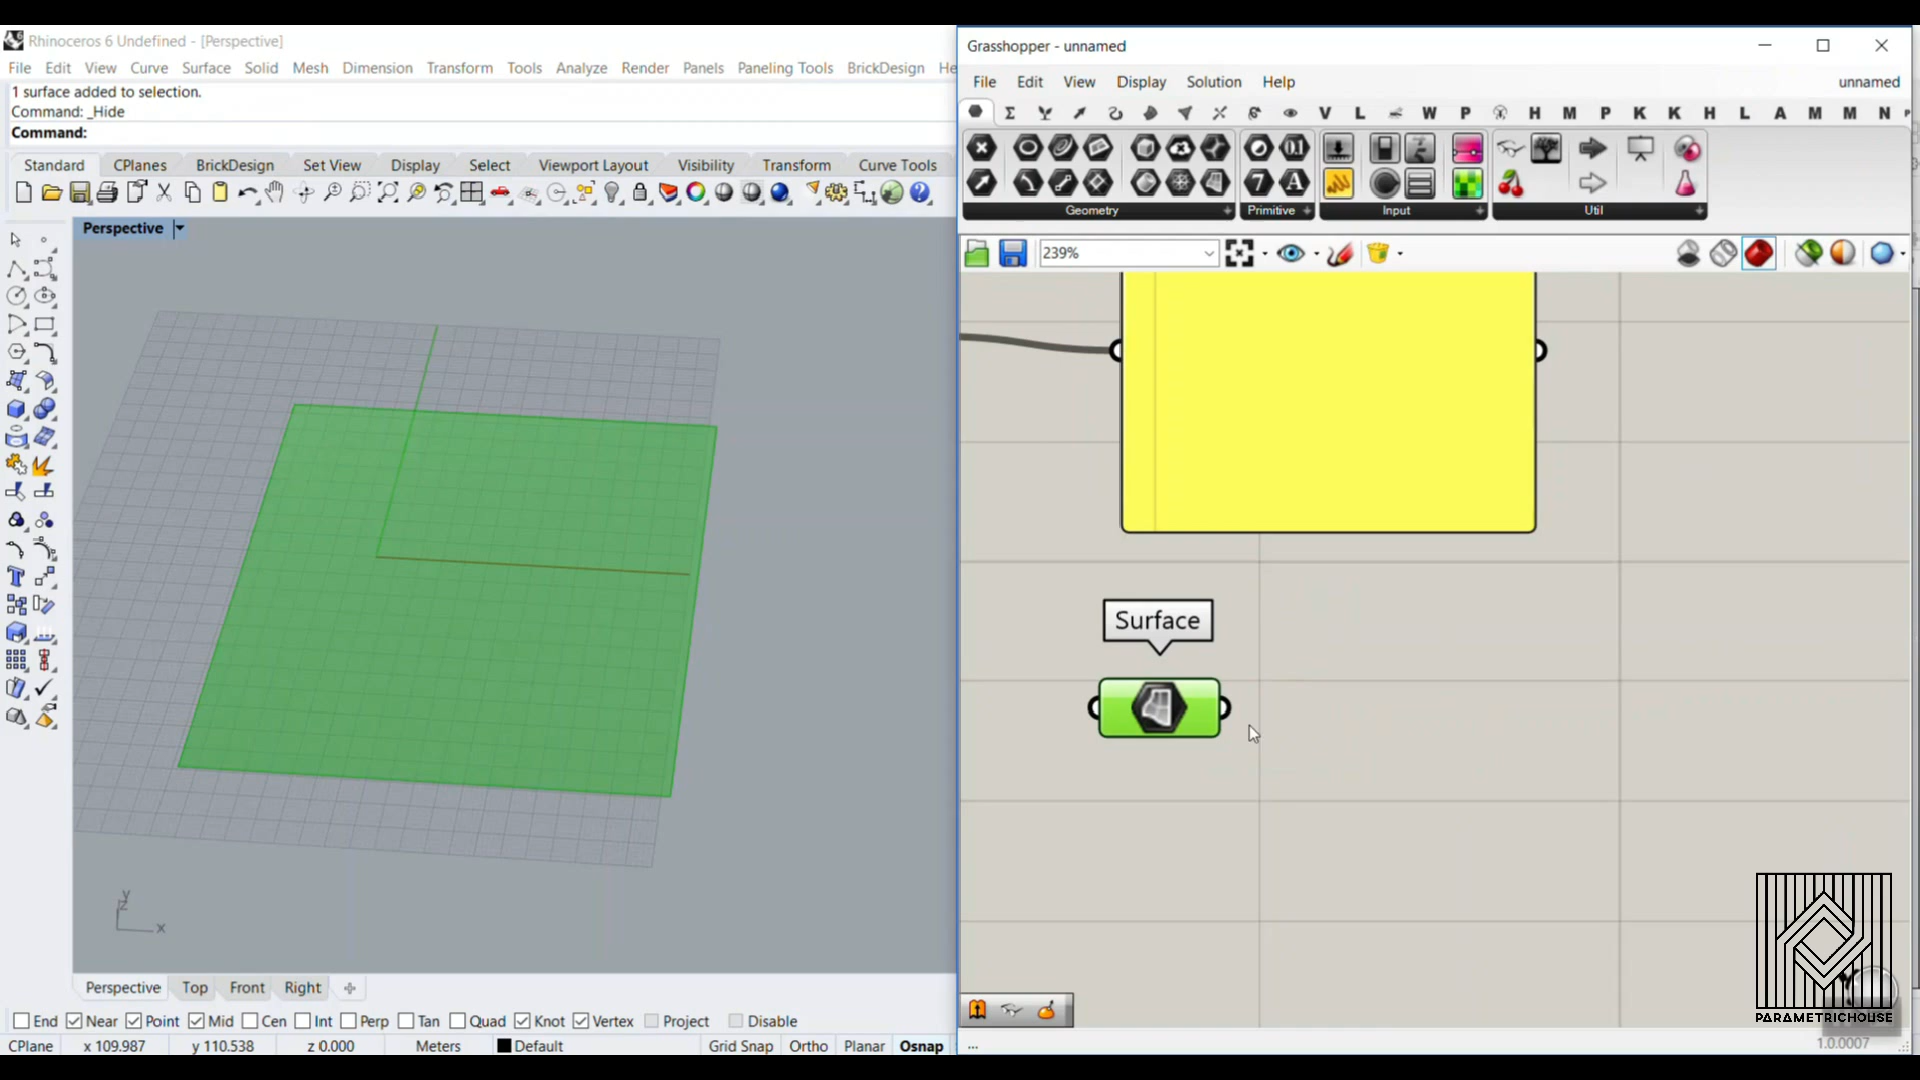 Rhinoceros 6 Undefined - [Perspective]
File Edit View Curve Surface Solid Mesh Dimension Transform Tools Analyze Render Panels Paneling Tools BrickDesign He
1 surface added to selection.
Command: _Hide
Command:
Standard CPlanes BrickDesign Set View Display Select Viewport Layout Visibility Transform Curve Tools
Perspective
y
z
x
Perspective Top Front Right
End Near Point Mid Cen Int Perp Tan Quad Knot Vertex Project Disable
CPlane x 109.987 y 110.538 z 0.000 Meters Default Grid Snap Ortho Planar Osnap
Grasshopper - unnamed
File Edit View Display Solution Help unnamed
V L W P H M P K K H L A M M N
Geometry Primitive Input Util
239%
Surface
PARAMETRICHOUSE
...
1.0.0007